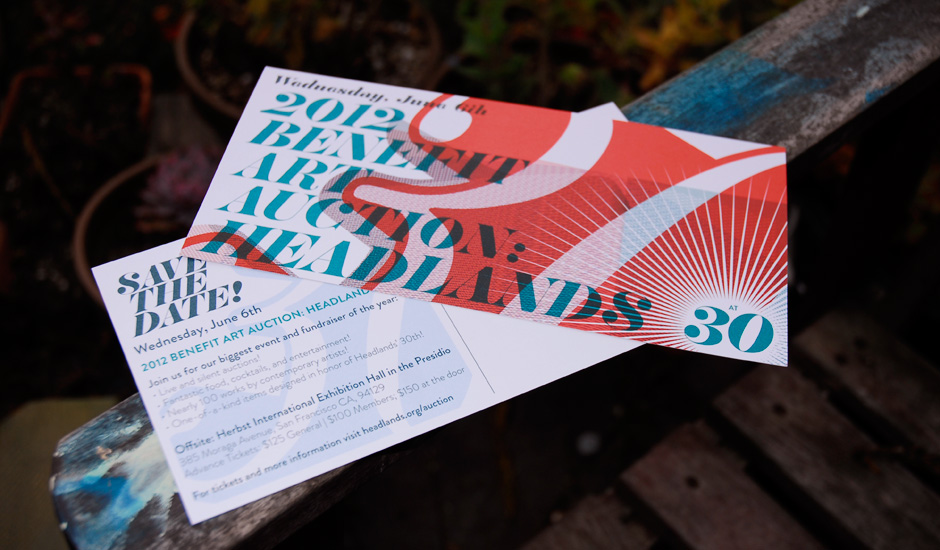 Wednesday, June 6th
2012
BENEFIT
ART
AUCTION:
HEADLANDS
AT
30
SAVE
THE
DATE!
Wednesday, June 6th
2012 BENEFIT ART AUCTION: HEADLAND
Join us for our biggest event and fundraiser of the year:
• Live and silent auctions!
• Fantastic food, cocktails, and entertainment!
• Nearly 100 works by contemporary artists!
• One-of-a-kind items designed in honor of Headlands' 30th!
Offsite: Herbst International Exhibition Hall in the Presidio
385 Moraga Avenue, San Francisco CA, 94129
Advance Tickets: $125 General | $100 Members, $150 at the door
For tickets and more information visit headlands.org/auction